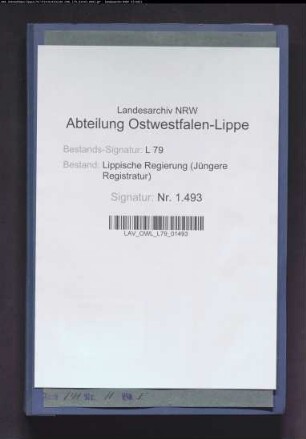 Landesarchiv NRW
Abteilung Ostwestfalen-Lippe
Bestands-Signatur: L 79
Bestand: Lippische Regierung (Jüngere
Registratur)
Signatur: Nr. 1.493
LAV_OWL_L79_01493